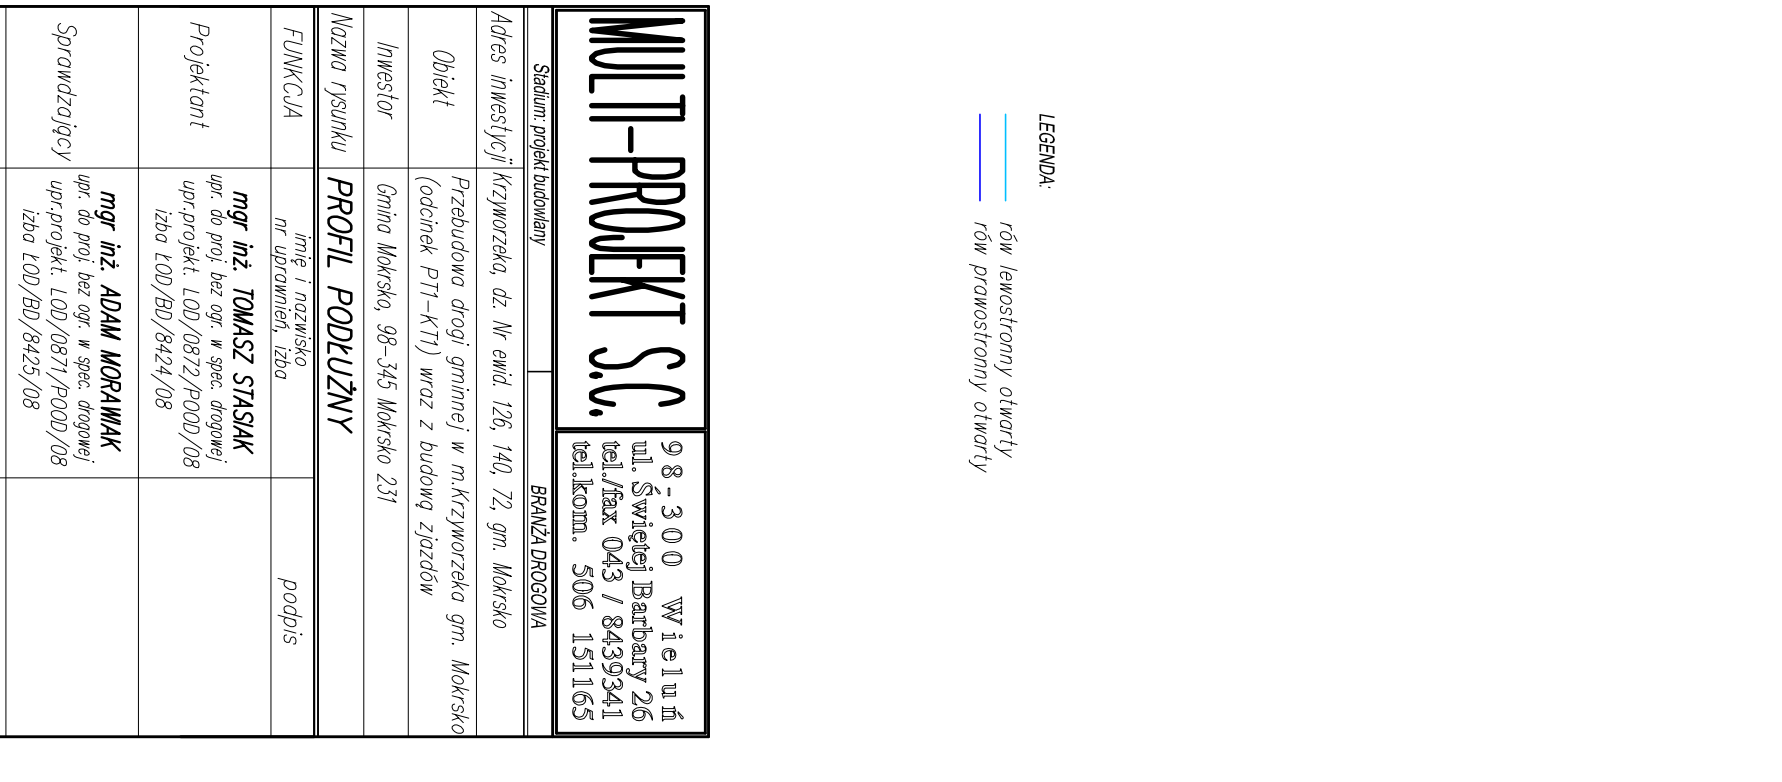 LEGENDA:
rów lewostronny otwarty
rów prawostronny otwarty
MULTI-PROJEKT S.C.
98-300 Wieluń
ul. Świętej Barbary 26
tel./fax 043 / 8439341
tel.kom. 506 151165
Stadium: projekt budowlany
BRANŻA DROGOWA
Adres inwestycji
Krzyworzeka, dz. Nr ewid. 126, 140, 72, gm. Mokrsko
Obiekt
Przebudowa drogi gminnej w m.Krzyworzeka gm. Mokrsko
(odcinek PT1-KT1) wraz z budową zjazdów
Inwestor
Gmina Mokrsko, 98-345 Mokrsko 231
Nazwa rysunku
PROFIL PODŁUŻNY
FUNKCJA
imię i nazwisko
nr uprawnień, izba
podpis
Projektant
mgr inż. TOMASZ STASIAK
upr. do proj. bez ogr. w spec. drogowej
upr.projekt. LOD/0872/POOD/08
izba ŁOD/BD/8424/08
Sprawdzający
mgr inż. ADAM MORAWIAK
upr. do proj. bez ogr. w spec. drogowej
upr.projekt. LOD/0871/POOD/08
izba ŁOD/BD/8425/08